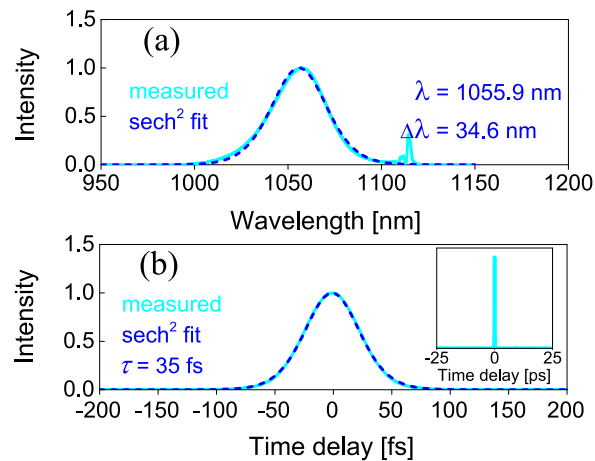 (a)
1.5
1.0
0.5
0.0
Intensity
measured
sech² fit
λ = 1055.9 nm
Δλ = 34.6 nm
950 1000 1050 1100 1150 1200
Wavelength [nm]
(b)
1.5
1.0
0.5
0.0
Intensity
measured
sech² fit
τ = 35 fs
-25 0 25
Time delay [ps]
-200 -150 -100 -50 0 50 100 150 200
Time delay [fs]